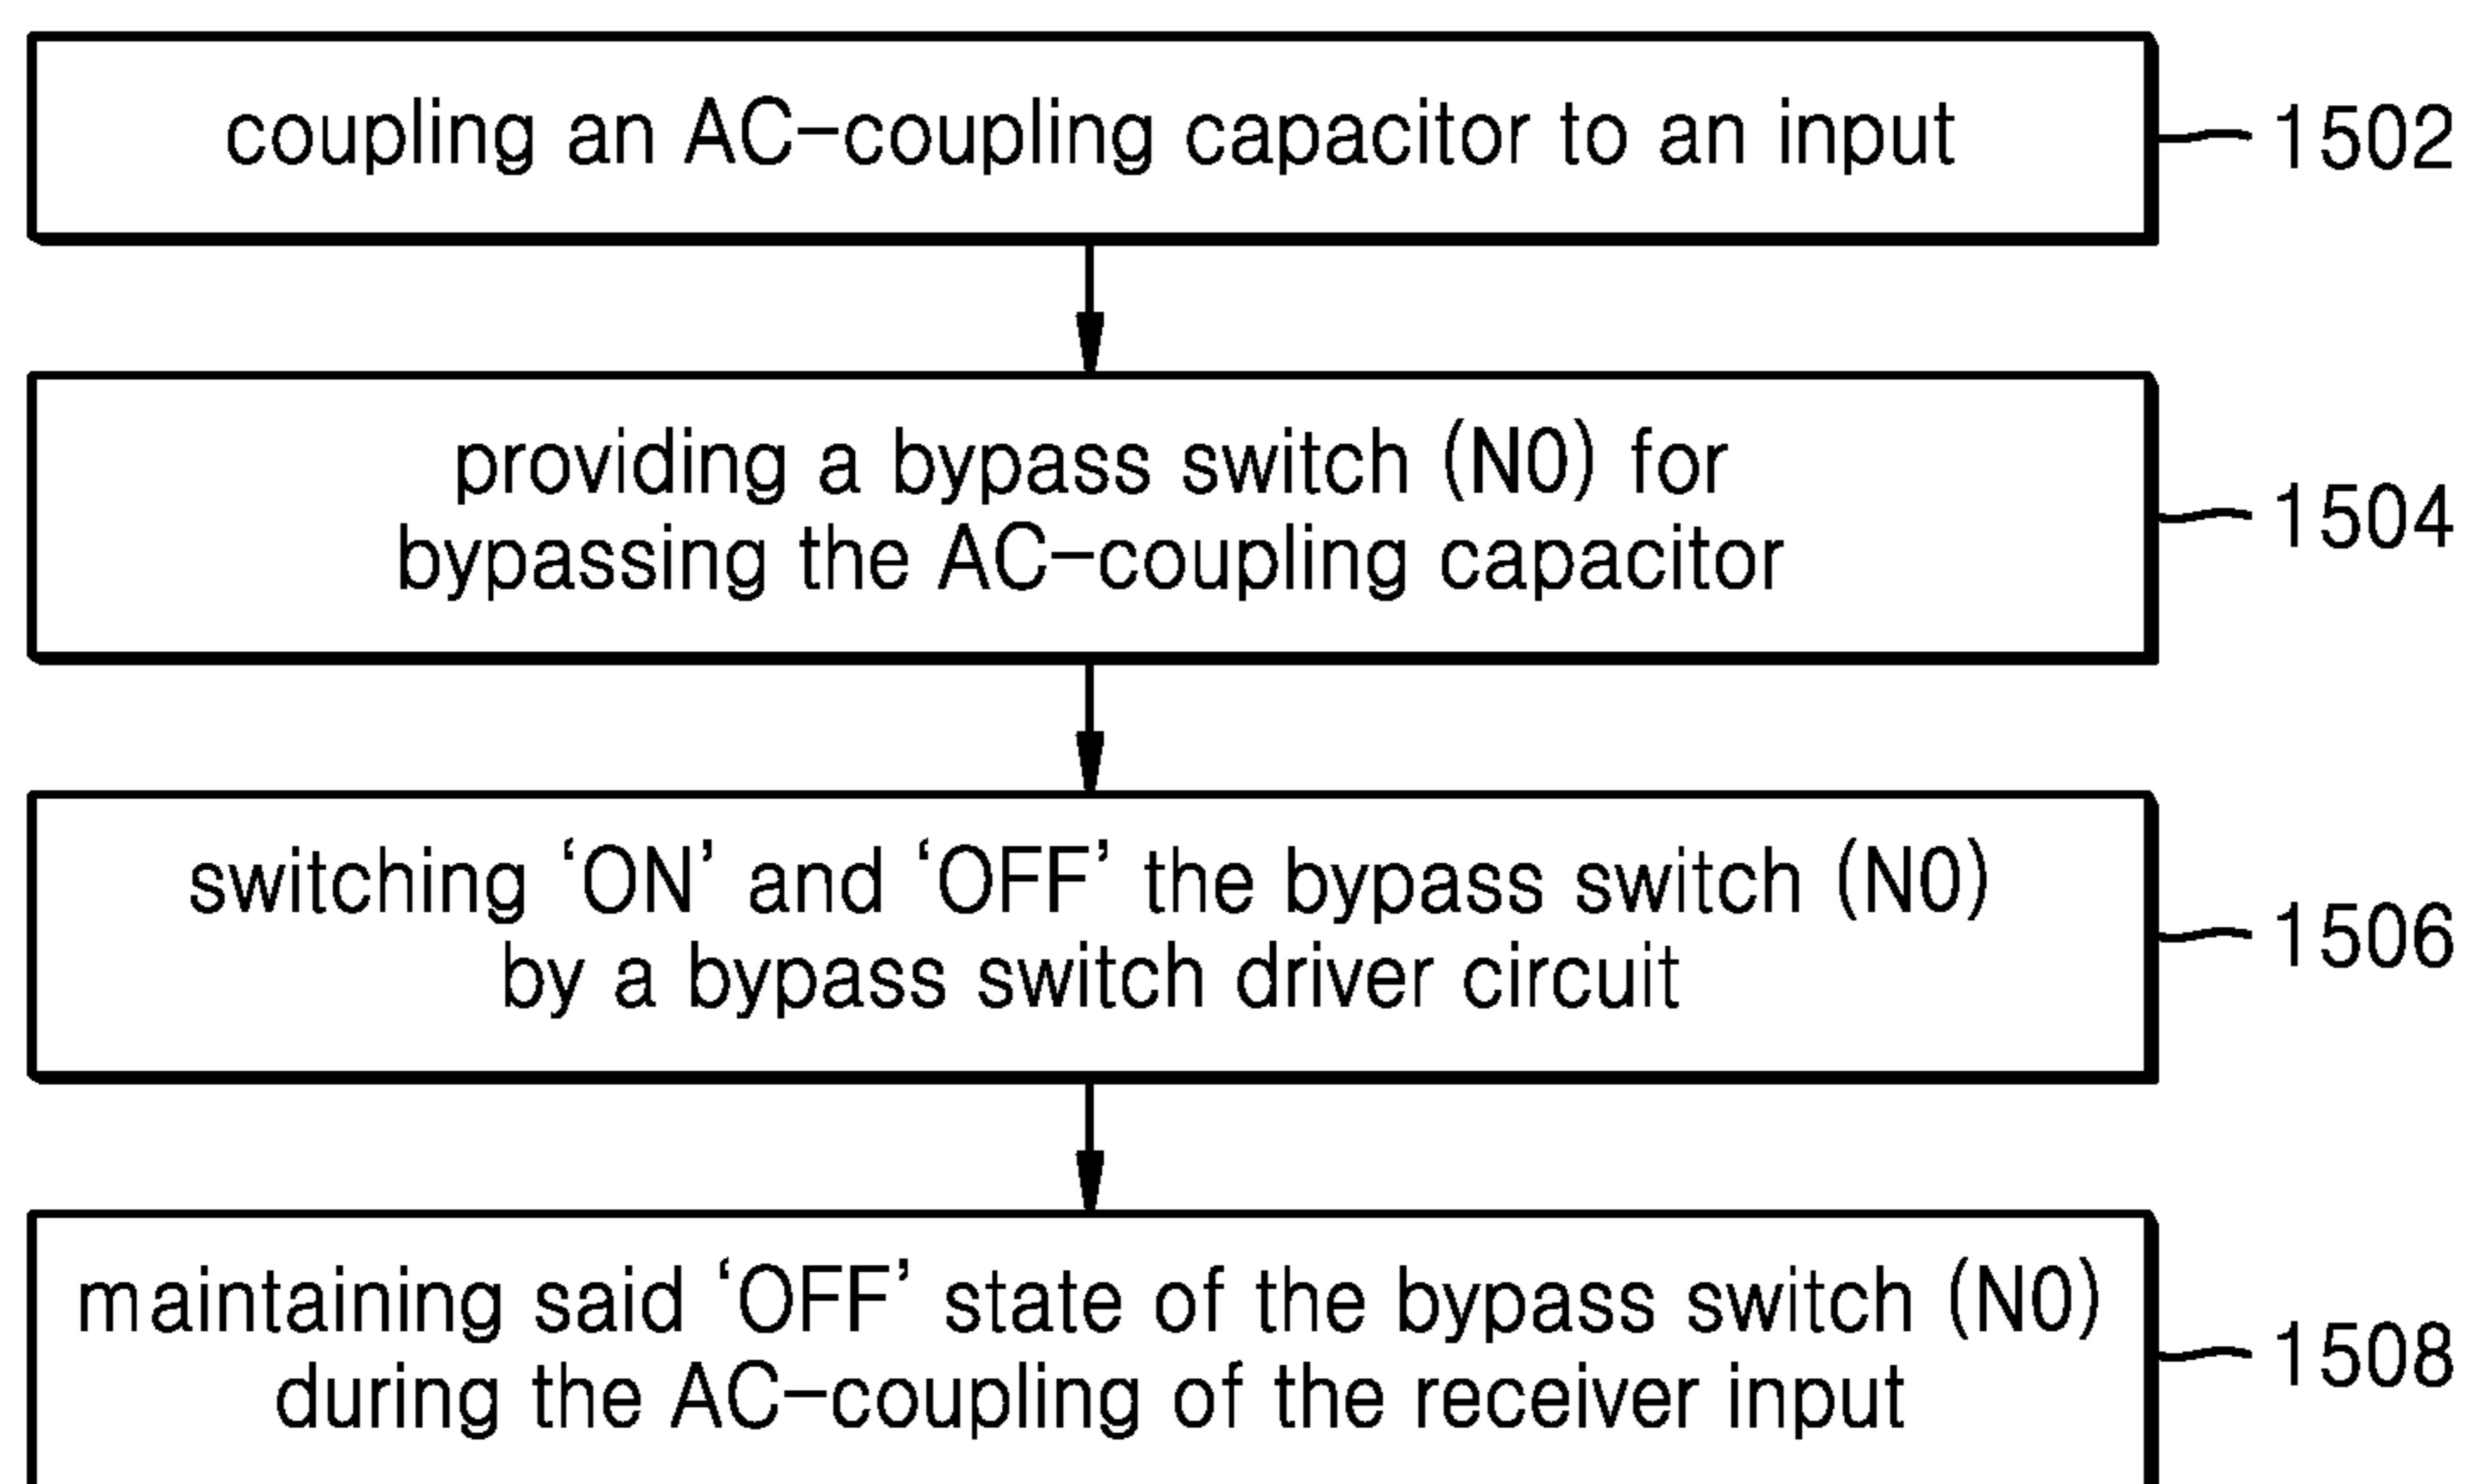 coupling an AC-coupling capacitor to an input
1502
providing a bypass switch (N0) for
bypassing the AC-coupling capacitor
1504
switching ‘ON’ and ‘OFF’ the bypass switch (N0)
by a bypass switch driver circuit
1506
maintaining said ‘OFF’ state of the bypass switch (N0)
during the AC-coupling of the receiver input
1508